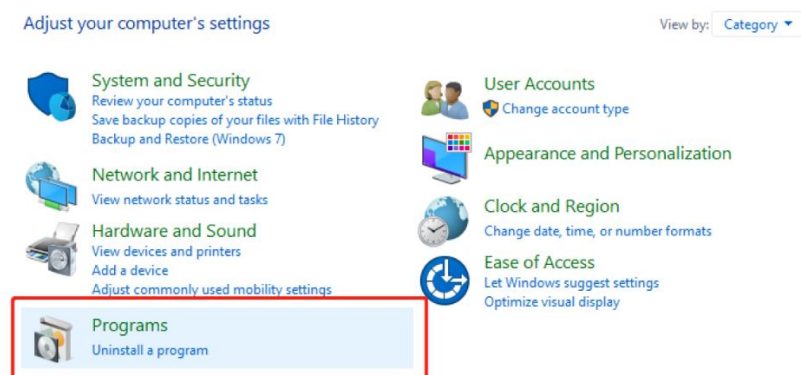 Adjust your computer's settings
View by: Category
System and Security
Review your computer's status
Save backup copies of your files with File History
Backup and Restore (Windows 7)
Network and Internet
View network status and tasks
Hardware and Sound
View devices and printers
Add a device
Adjust commonly used mobility settings
Programs
Uninstall a program
User Accounts
Change account type
Appearance and Personalization
Clock and Region
Change date, time, or number formats
Ease of Access
Let Windows suggest settings
Optimize visual display